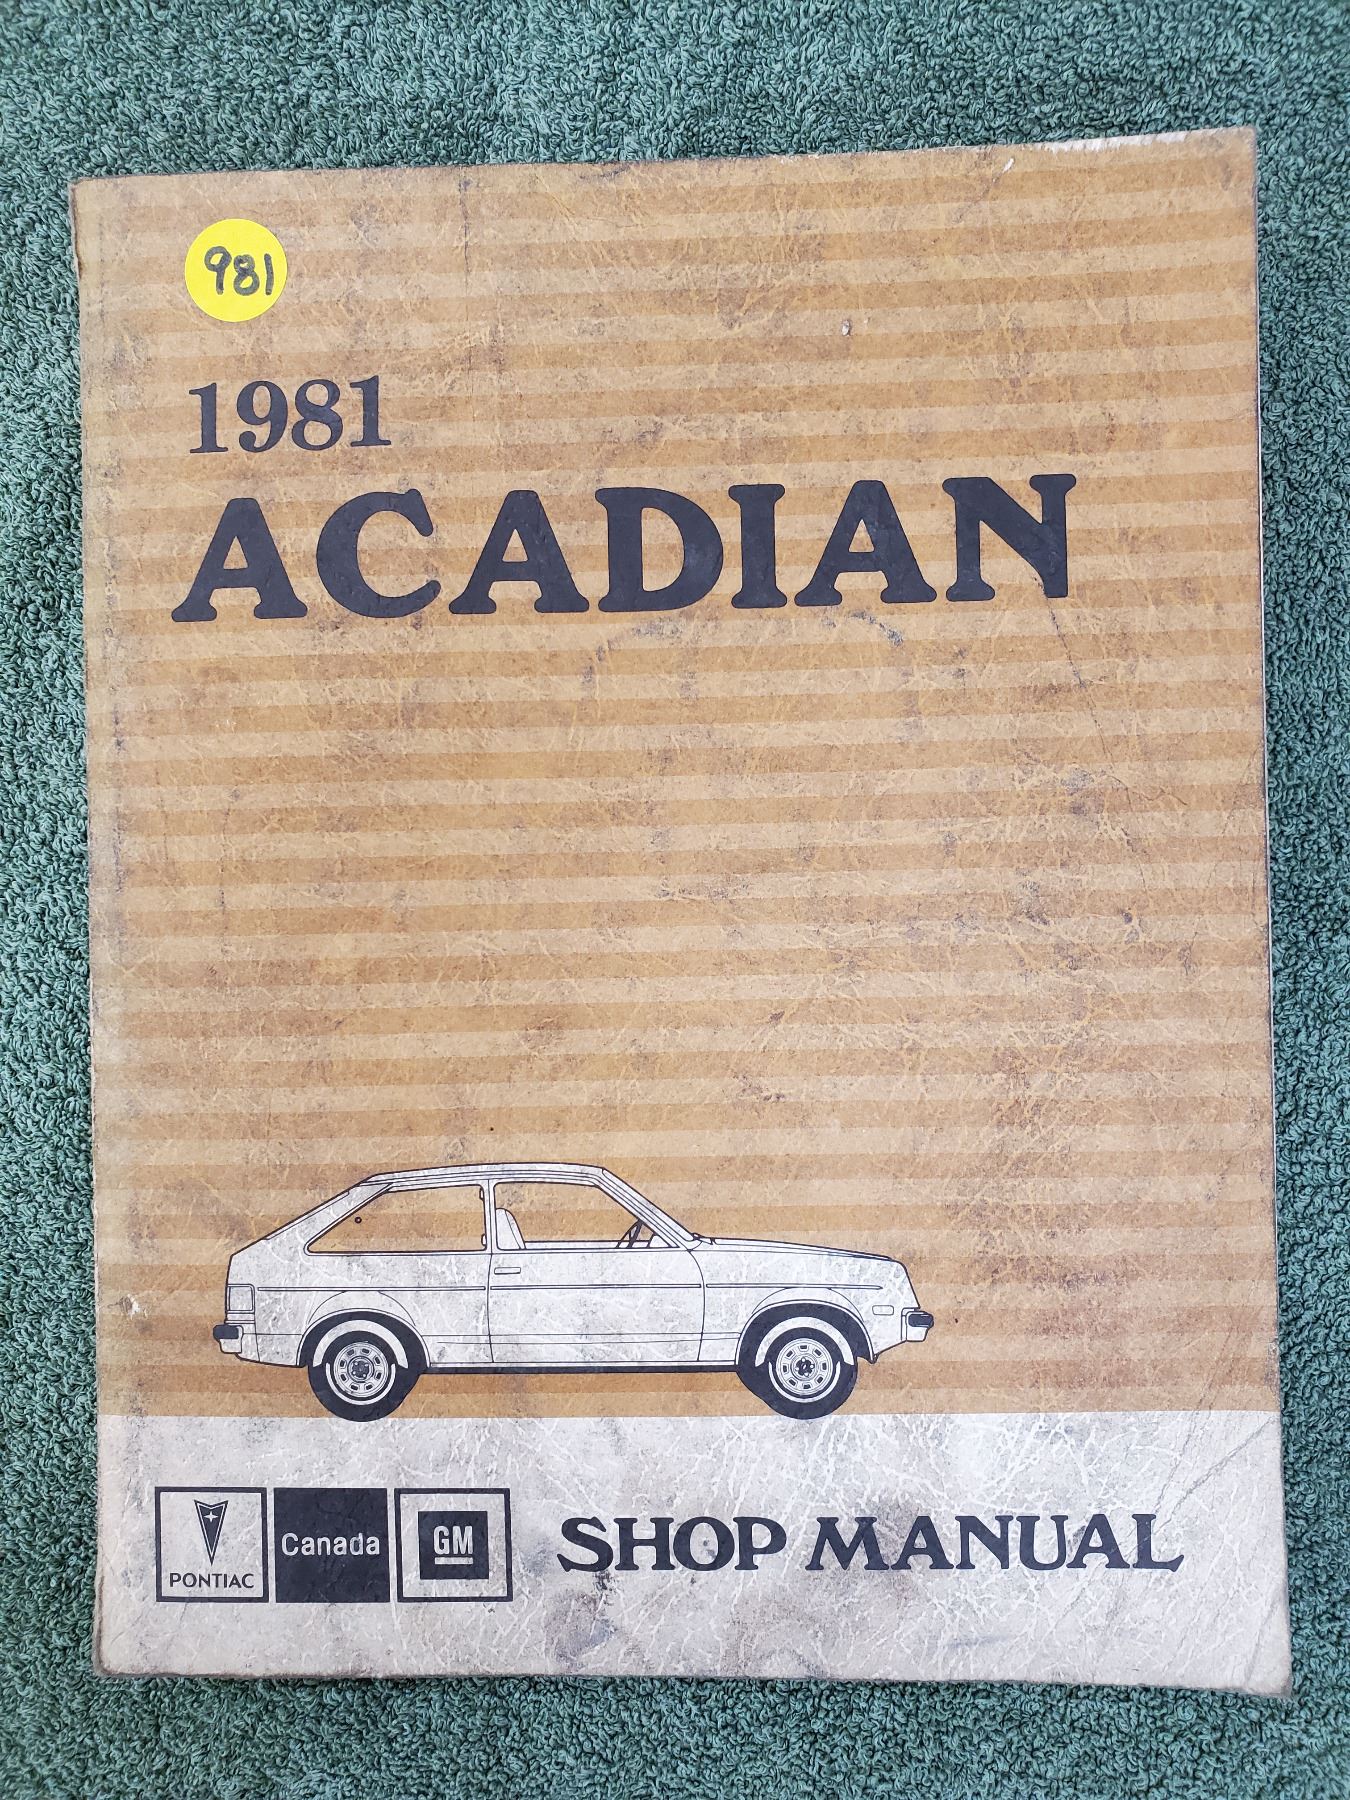 981
1981
ACADIAN
PONTIAC
Canada
GM
SHOP MANUAL